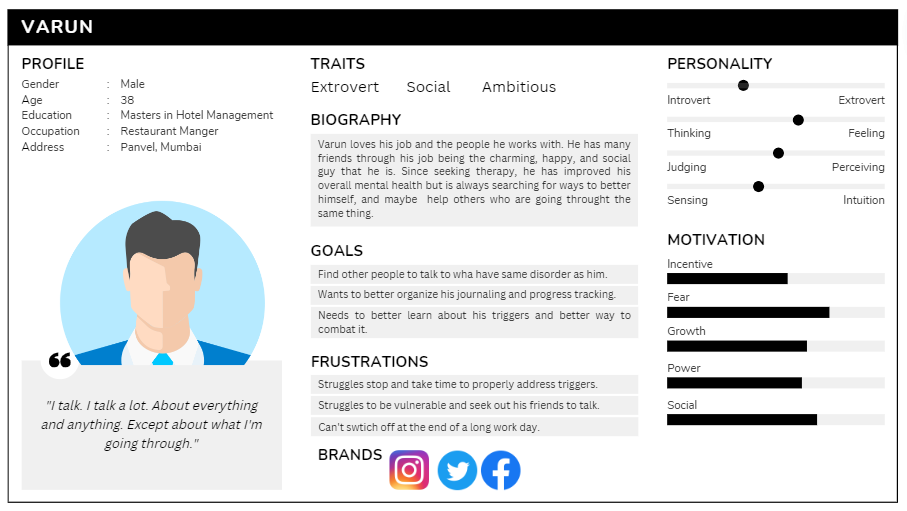 VARUN
PROFILE
Gender : Male
Age : 38
Education : Masters in Hotel Management
Occupation : Restaurant Manger
Address : Panvel, Mumbai
"I talk. I talk a lot. About everything
and anything. Except about what I'm
going through."
TRAITS
Extrovert Social Ambitious
BIOGRAPHY
Varun loves his job and the people he works with. He has many
friends through his job being the charming, happy, and social
guy that he is. Since seeking therapy, he has improved his
overall mental health but is always searching for ways to better
himself, and maybe help others who are going throught the
same thing.
GOALS
Find other people to talk to wha have same disorder as him.
Wants to better organize his journaling and progress tracking.
Needs to better learn about his triggers and better way to
combat it.
FRUSTRATIONS
Struggles stop and take time to properly address triggers.
Struggles to be vulnerable and seek out his friends to talk.
Can't swtich off at the end of a long work day.
BRANDS
PERSONALITY
Introvert Extrovert
Thinking Feeling
Judging Perceiving
Sensing Intuition
MOTIVATION
Incentive
Fear
Growth
Power
Social